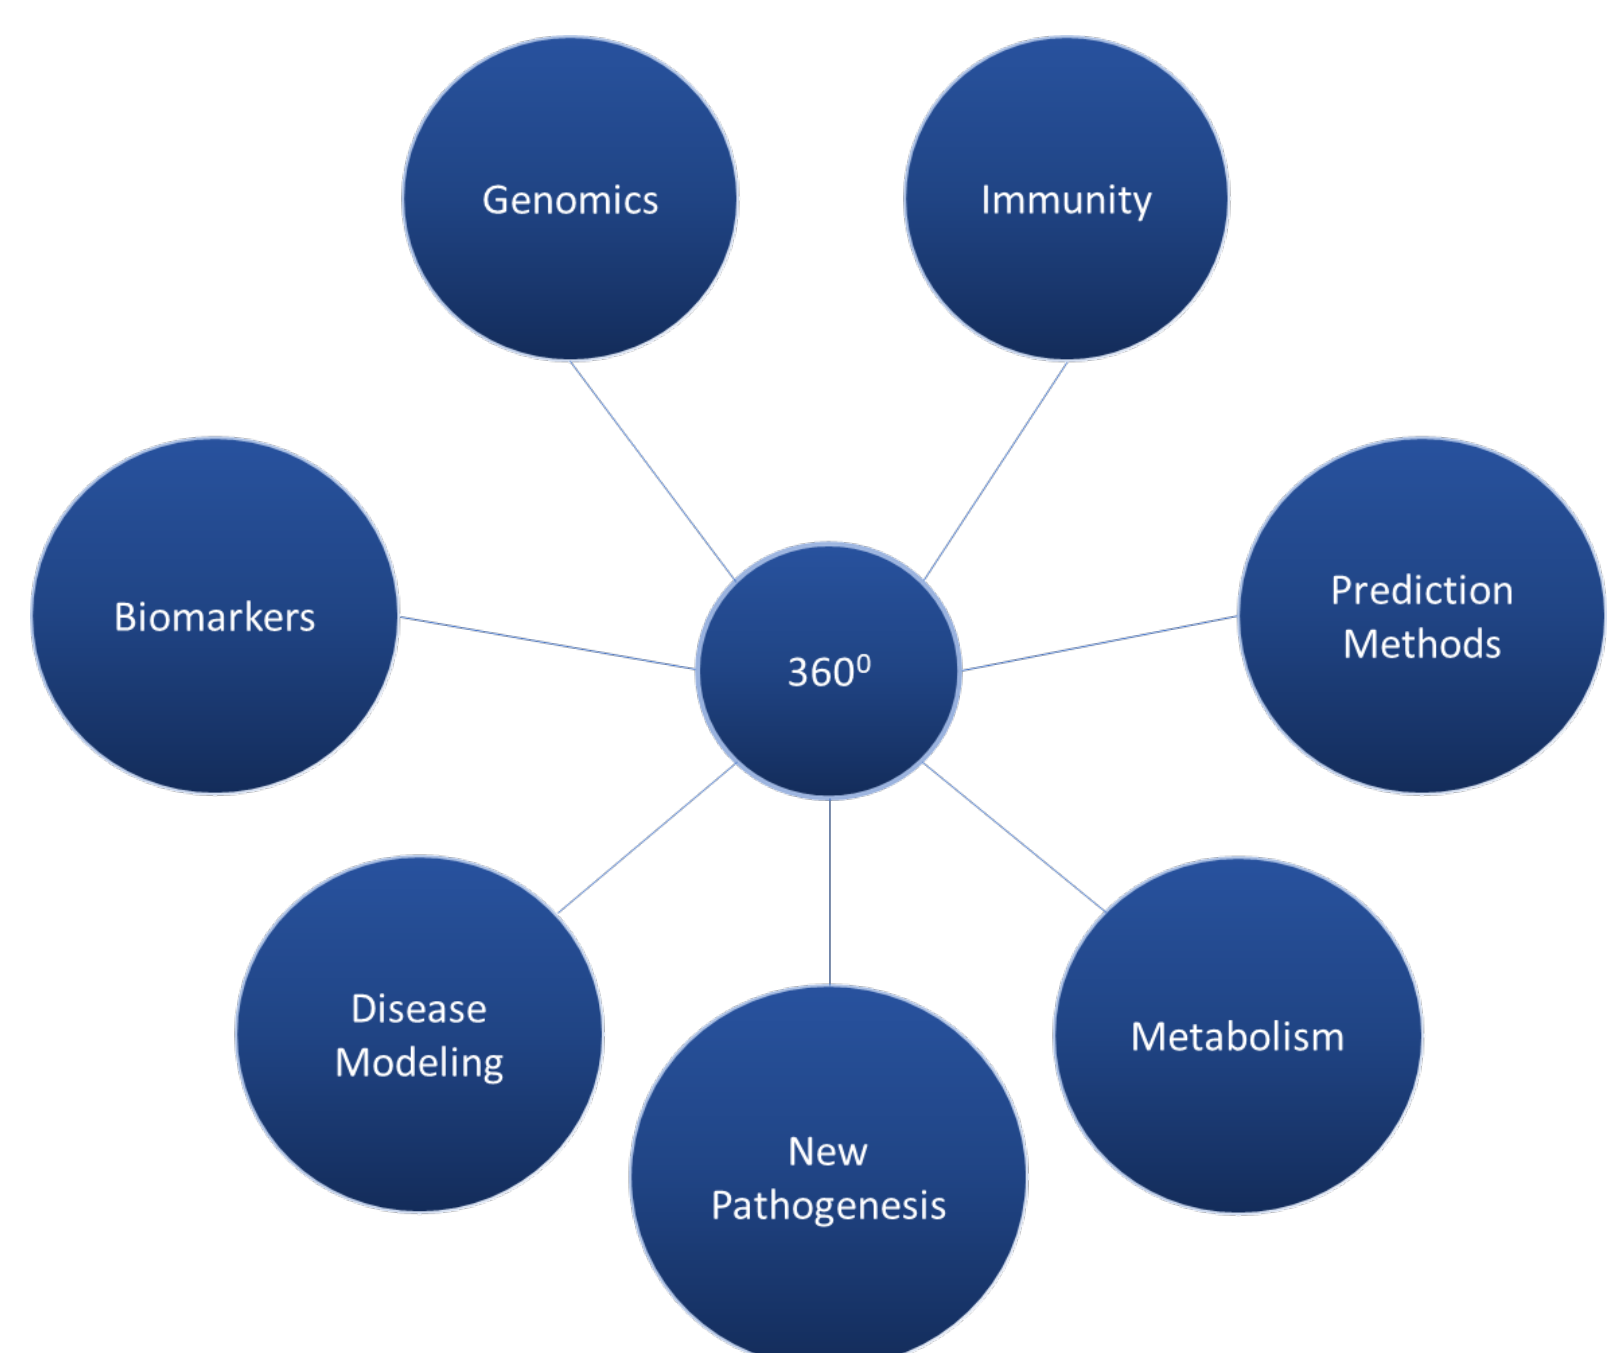 Genomics
Immunity
Biomarkers
Prediction
Methods
360⁰
Disease
Modeling
Metabolism
New
Pathogenesis